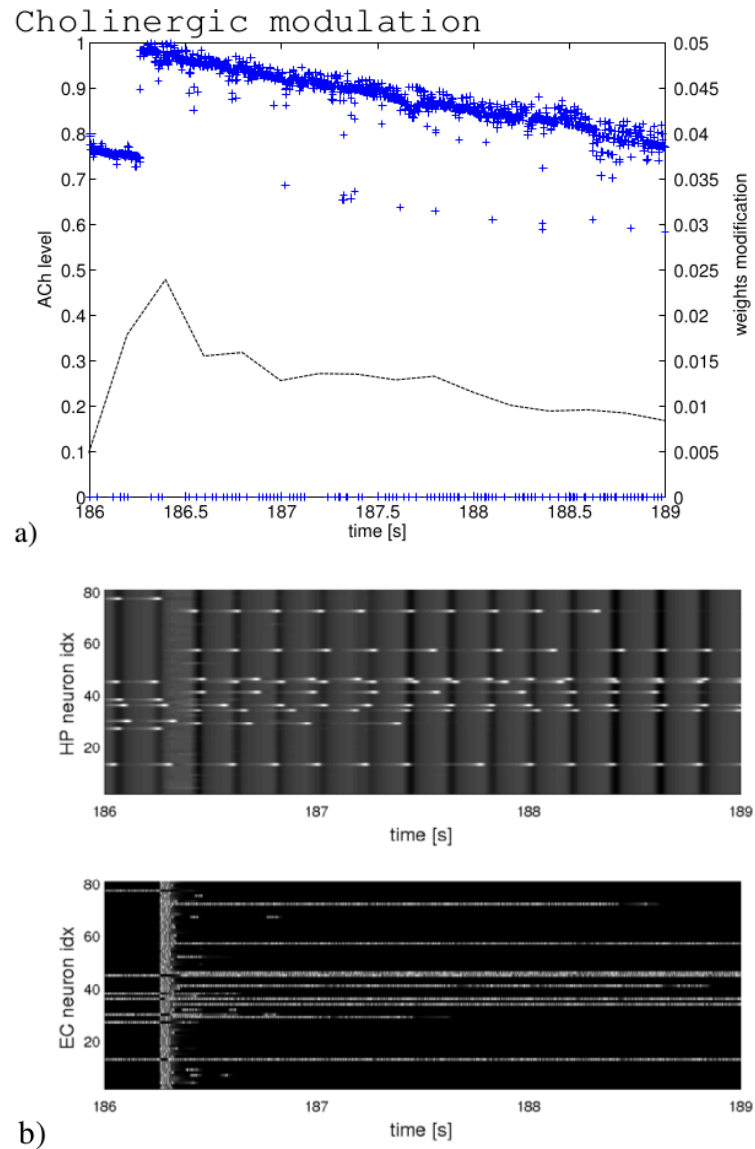 Cholinergic modulation
1
0.9
0.8
0.7
0.6
0.5
0.4
0.3
0.2
0.1
0
ACh level
0.05
0.045
0.04
0.035
0.03
0.025
0.02
0.015
0.01
0.005
0
weights modification
186 186.5 187 187.5 188 188.5 189
time [s]
a)
80
60
40
20
HP neuron idx
186 187 188 189
time [s]
80
60
40
20
EC neuron idx
186 187 188 189
time [s]
b)